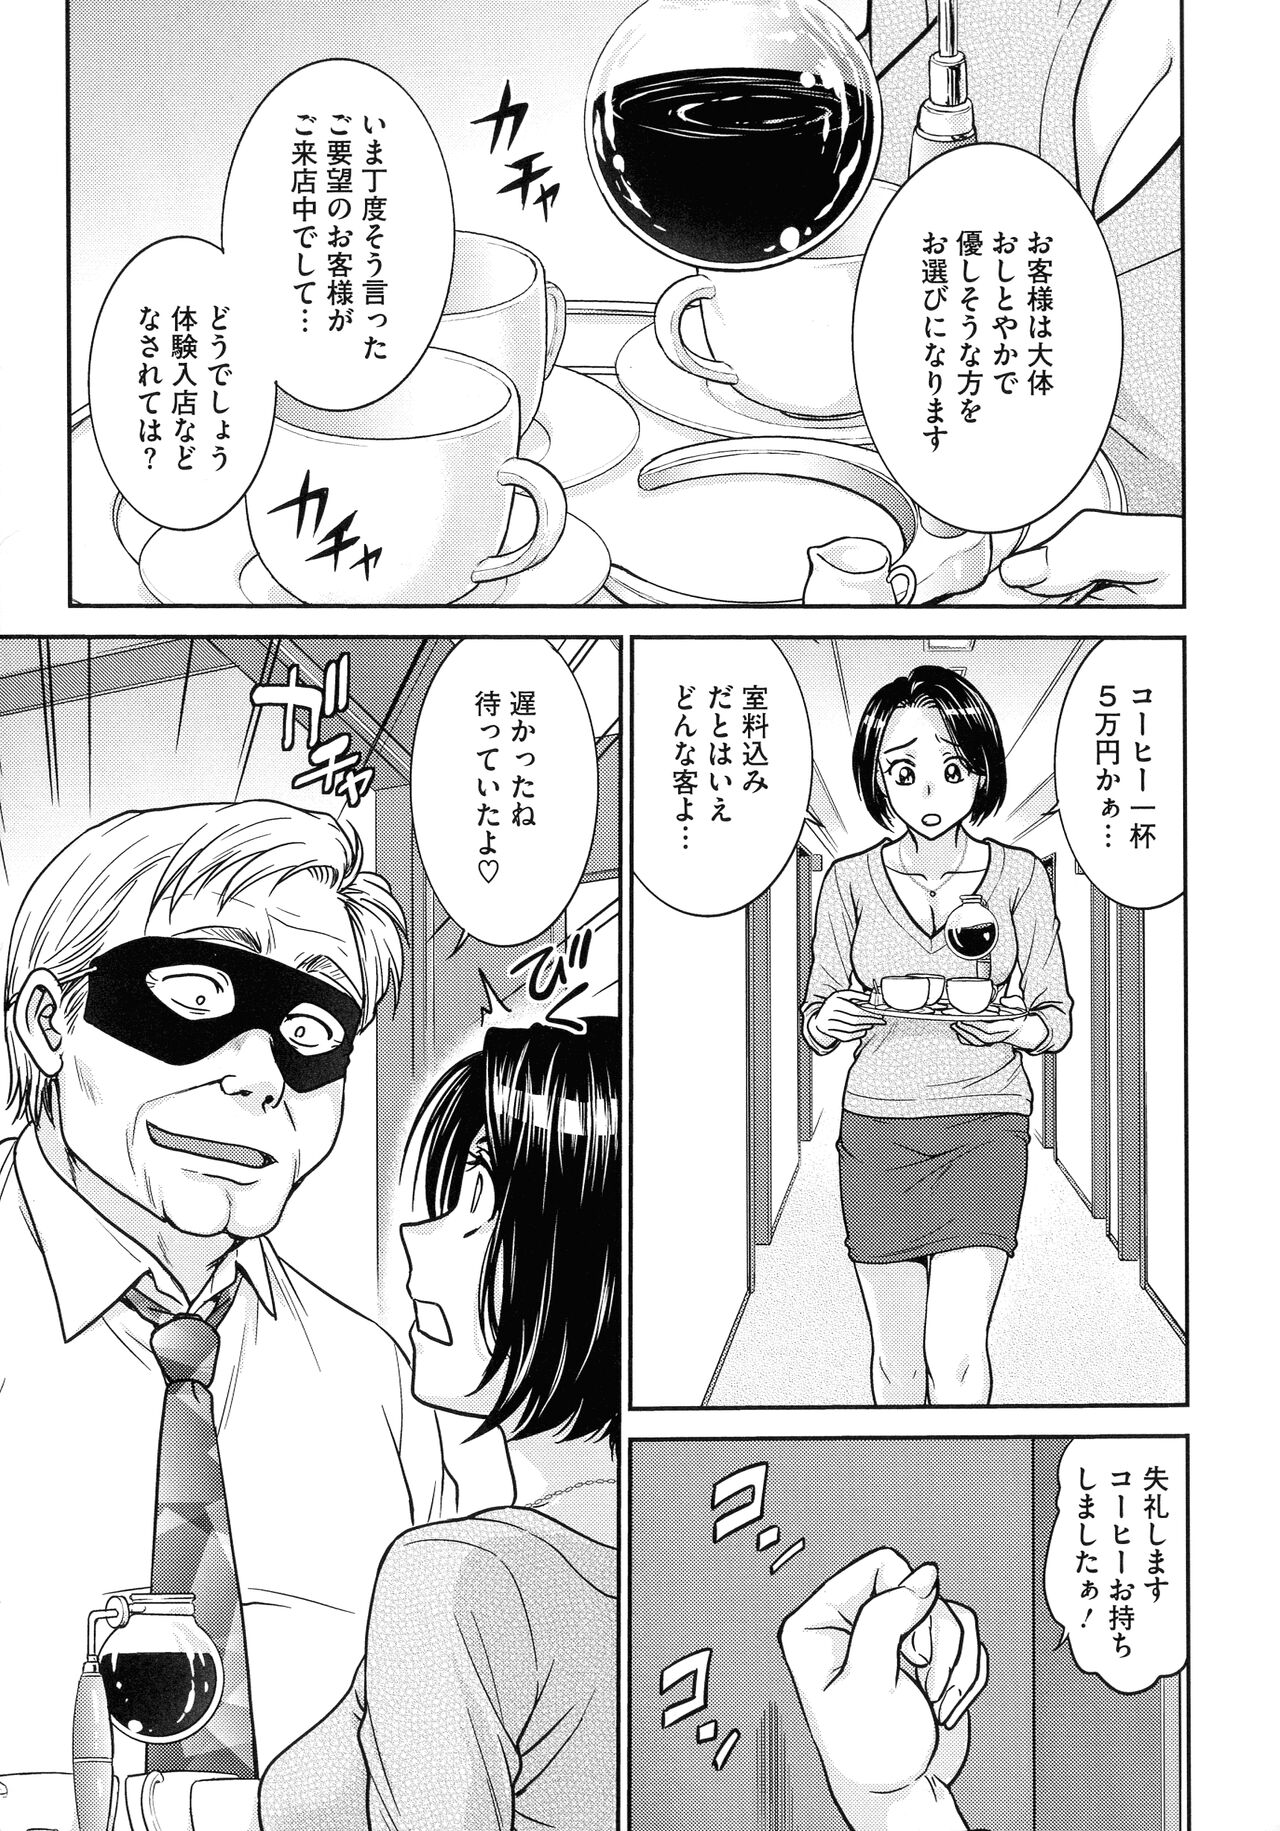 お客様は大体
おしとやかで
優しそうな方を
お選びになります
カ
チャ
いま丁度そう言った
ご要望のお客様が
ご来店中でして…
どうでしょう
体験入店など
なされては?
カチャ
コーヒー一杯
5万円かぁ…
室料込み
だとはいえ
どんな客よ…
失礼します
コーヒーお持ち
しましたぁ!
コン
コン
ガチャ
遅かったね
待っていたよ♡
びく